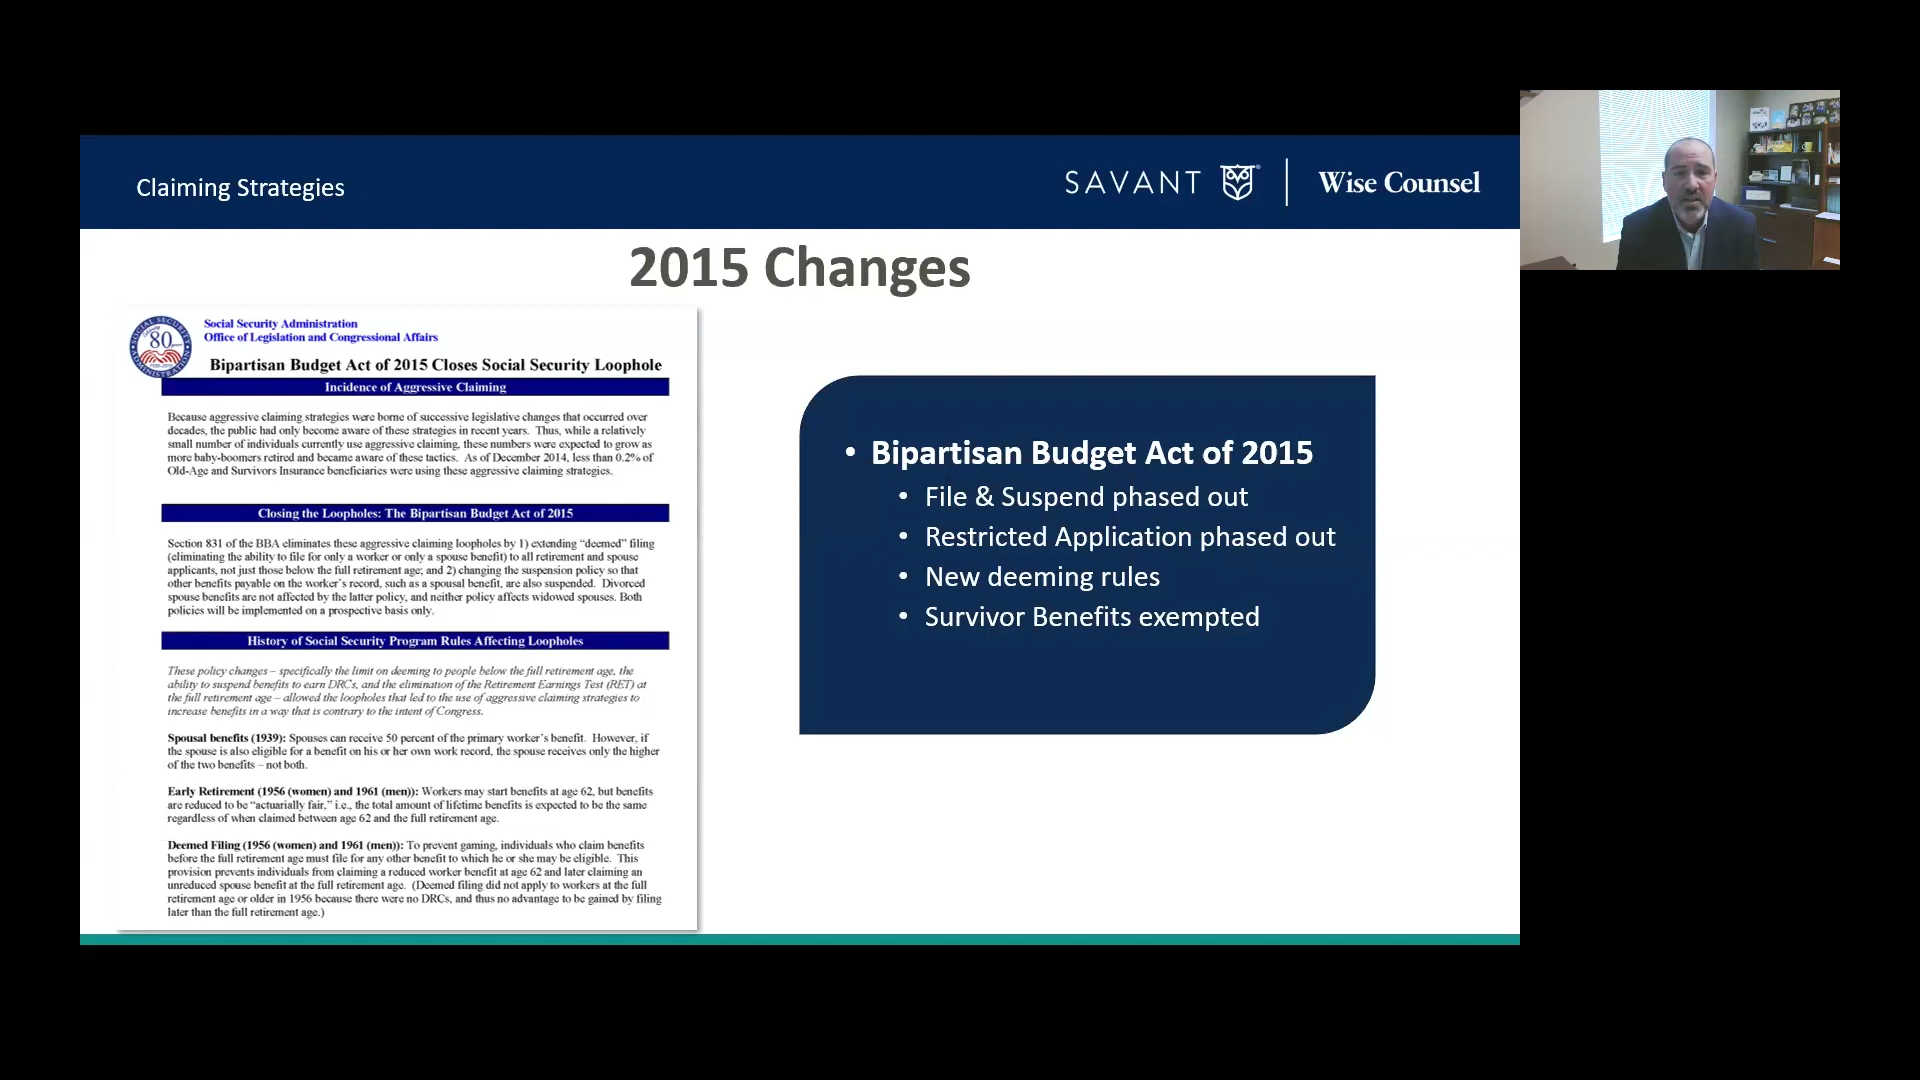 Claiming Strategies
SAVANT
Wise Counsel
2015 Changes
80
Social Security Administration
Office of Legislation and Congressional Affairs
Bipartisan Budget Act of 2015 Closes Social Security Loophole
Incidence of Aggressive Claiming
Because aggressive claiming strategies were borne of successive legislative changes that occurred over
decades, the public had only become aware of these strategies in recent years. Thus, while a relatively
small number of individuals currently use aggressive claiming, these numbers were expected to grow as
more baby-boomers retired and became aware of these tactics. As of December 2014, less than 0.2% of
Old-Age and Survivors Insurance beneficiaries were using these aggressive claiming strategies.
Closing the Loopholes: The Bipartisan Budget Act of 2015
Section 831 of the BBA eliminates these aggressive claiming loopholes by 1) extending “deemed” filing
(eliminating the ability to file for only a worker or only a spouse benefit) to all retirement and spouse
applicants, not just those below the full retirement age; and 2) changing the suspension policy so that
other benefits payable on the worker’s record, such as a spousal benefit, are also suspended. Divorced
spouse benefits are not affected by the latter policy, and neither policy affects widowed spouses. Both
policies will be implemented on a prospective basis only.
History of Social Security Program Rules Affecting Loopholes
These policy changes – specifically the limit on deeming to people below the full retirement age, the
ability to suspend benefits to earn DRCs, and the elimination of the Retirement Earnings Test (RET) at
the full retirement age – allowed the loopholes that led to the use of aggressive claiming strategies to
increase benefits in a way that is contrary to the intent of Congress.
Spousal benefits (1939): Spouses can receive 50 percent of the primary worker’s benefit. However, if
the spouse is also eligible for a benefit on his or her own work record, the spouse receives only the higher
of the two benefits – not both.
Early Retirement (1956 (women) and 1961 (men)): Workers may start benefits at age 62, but benefits
are reduced to be “actuarially fair,” i.e., the total amount of lifetime benefits is expected to be the same
regardless of when claimed between age 62 and the full retirement age.
Deemed Filing (1956 (women) and 1961 (men)): To prevent gaming, individuals who claim benefits
before the full retirement age must file for any other benefit to which he or she may be eligible. This
provision prevents individuals from claiming a reduced worker benefit at age 62 and later claiming an
unreduced spouse benefit at the full retirement age. (Deemed filing did not apply to workers at the full
retirement age or older in 1956 because there were no DRCs, and thus no advantage to be gained by filing
later than the full retirement age.)
• Bipartisan Budget Act of 2015
• File & Suspend phased out
• Restricted Application phased out
• New deeming rules
• Survivor Benefits exempted